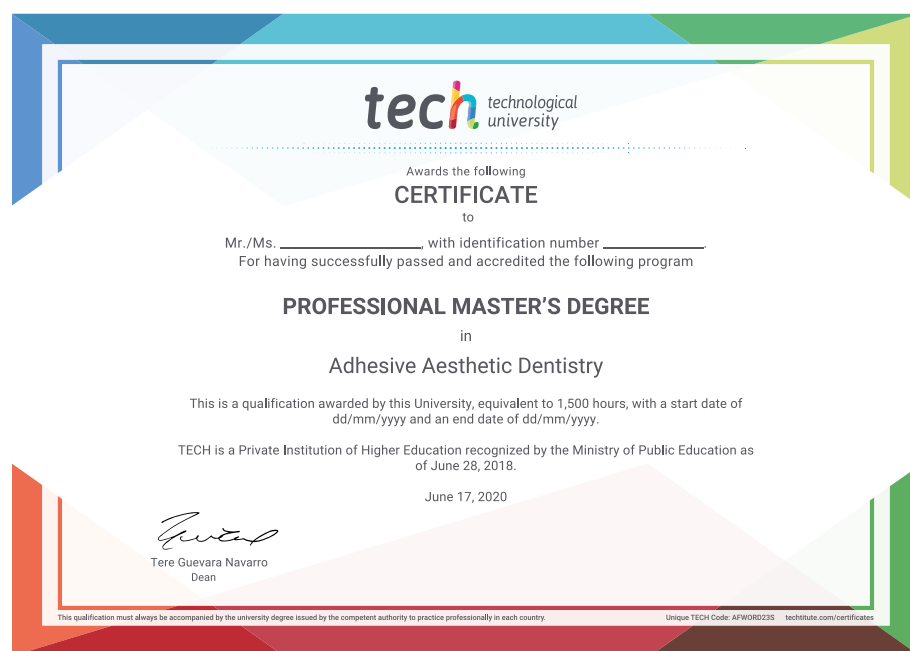 tech technological
university
Awards the following
CERTIFICATE
to
Mr./Ms. ____________________, with identification number ______________.
For having successfully passed and accredited the following program
PROFESSIONAL MASTER'S DEGREE
in
Adhesive Aesthetic Dentistry
This is a qualification awarded by this University, equivalent to 1,500 hours, with a start date of
dd/mm/yyyy and an end date of dd/mm/yyyy.
TECH is a Private Institution of Higher Education recognized by the Ministry of Public Education as
of June 28, 2018.
June 17, 2020
Tere Guevara Navarro
Dean
This qualification must always be accompanied by the university degree issued by the competent authority to practice professionally in each country.
Unique TECH Code: AFWORD23S techtitute.com/certificates